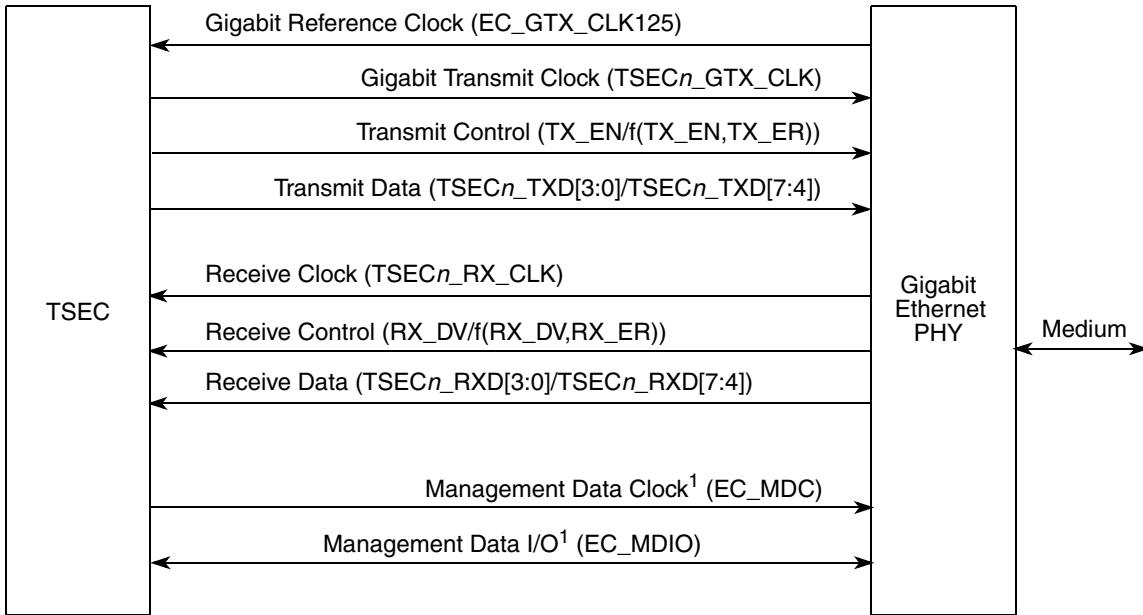 Gigabit Reference Clock (EC_GTX_CLK125)
Gigabit Transmit Clock (TSECn_GTX_CLK)
Transmit Control (TX_EN/f(TX_EN,TX_ER))
Transmit Data (TSECn_TXD[3:0]/TSECn_TXD[7:4])
Receive Clock (TSECn_RX_CLK)
TSEC
Gigabit
Ethernet
PHY
Receive Control (RX_DV/f(RX_DV,RX_ER))
Medium
Receive Data (TSECn_RXD[3:0]/TSECn_RXD[7:4])
Management Data Clock¹ (EC_MDC)
Management Data I/O¹ (EC_MDIO)